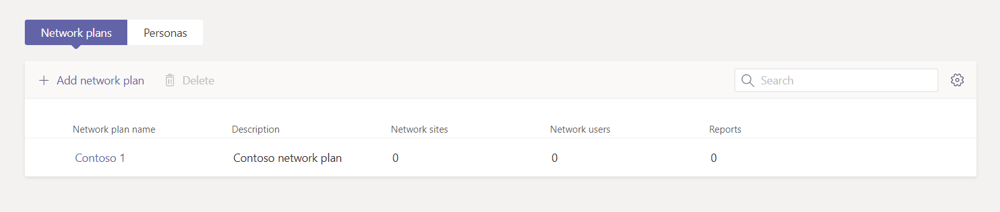 Network plans Personas
Add network plan Delete Search
Network plan name Description Network sites Network users Reports
Contoso 1 Contoso network plan 0 0 0